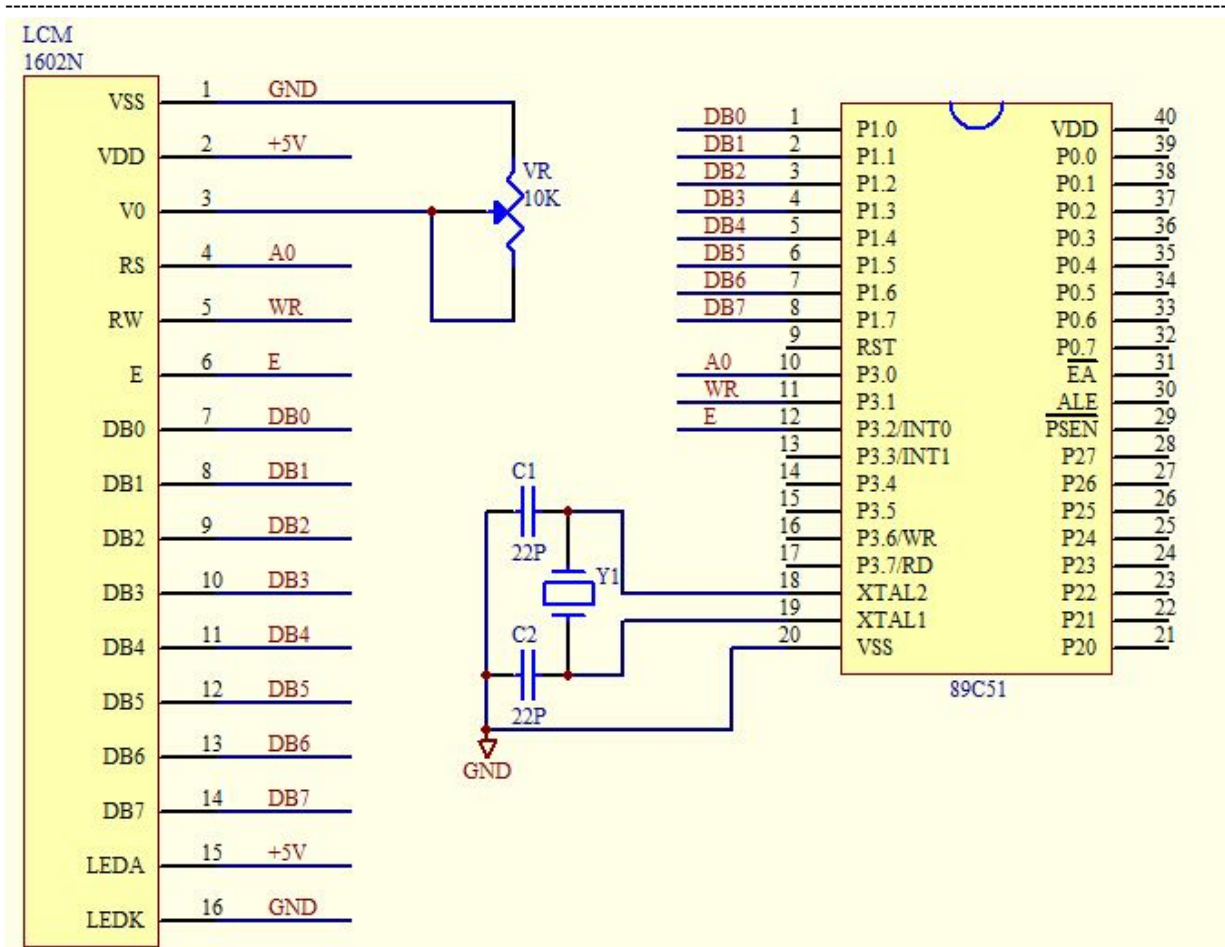 LCM
1602N
VSS 1 GND
VDD 2 +5V
V0 3
RS 4 A0
RW 5 WR
E 6 E
DB0 7 DB0
DB1 8 DB1
DB2 9 DB2
DB3 10 DB3
DB4 11 DB4
DB5 12 DB5
DB6 13 DB6
DB7 14 DB7
LEDA 15 +5V
LEDK 16 GND
VR
10K
C1
22P
Y1
C2
22P
GND
DB0 1 P1.0 VDD 40
DB1 2 P1.1 P0.0 39
DB2 3 P1.2 P0.1 38
DB3 4 P1.3 P0.2 37
DB4 5 P1.4 P0.3 36
DB5 6 P1.5 P0.4 35
DB6 7 P1.6 P0.5 34
DB7 8 P1.7 P0.6 33
9 RST P0.7 32
A0 10 P3.0 EA 31
WR 11 P3.1 ALE 30
E 12 P3.2/INT0 PSEN 29
13 P3.3/INT1 P27 28
14 P3.4 P26 27
15 P3.5 P25 26
16 P3.6/WR P24 25
17 P3.7/RD P23 24
18 XTAL2 P22 23
19 XTAL1 P21 22
20 VSS P20 21
89C51